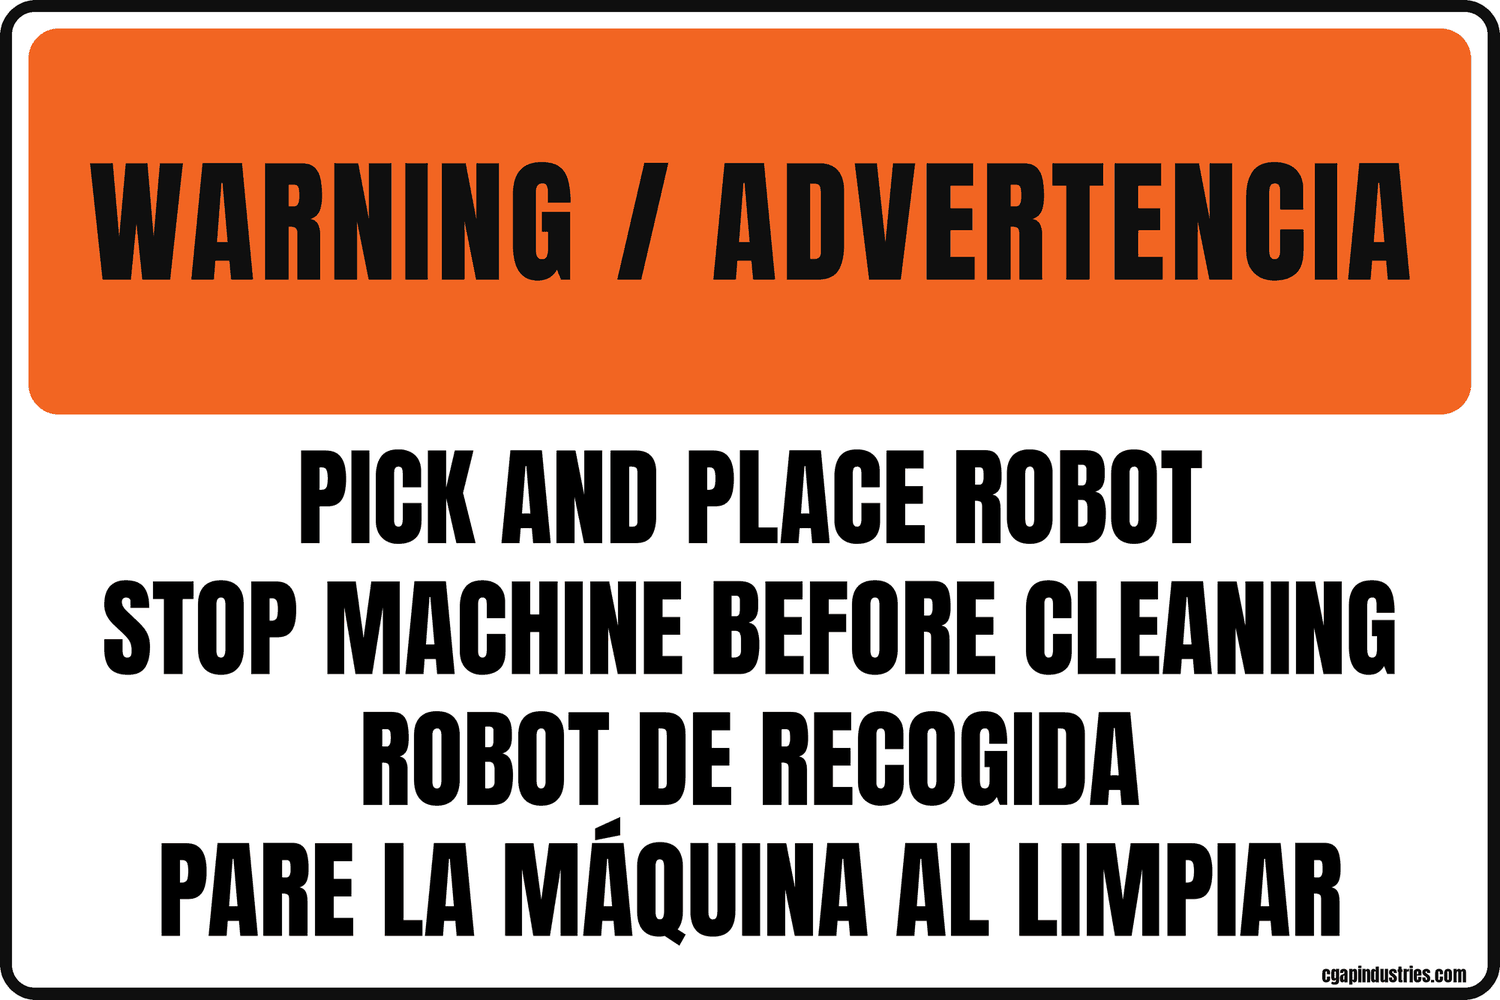 WARNING / ADVERTENCIA
PICK AND PLACE ROBOT
STOP MACHINE BEFORE CLEANING
ROBOT DE RECOGIDA
PARE LA MÁQUINA AL LIMPIAR
cgapindustries.com